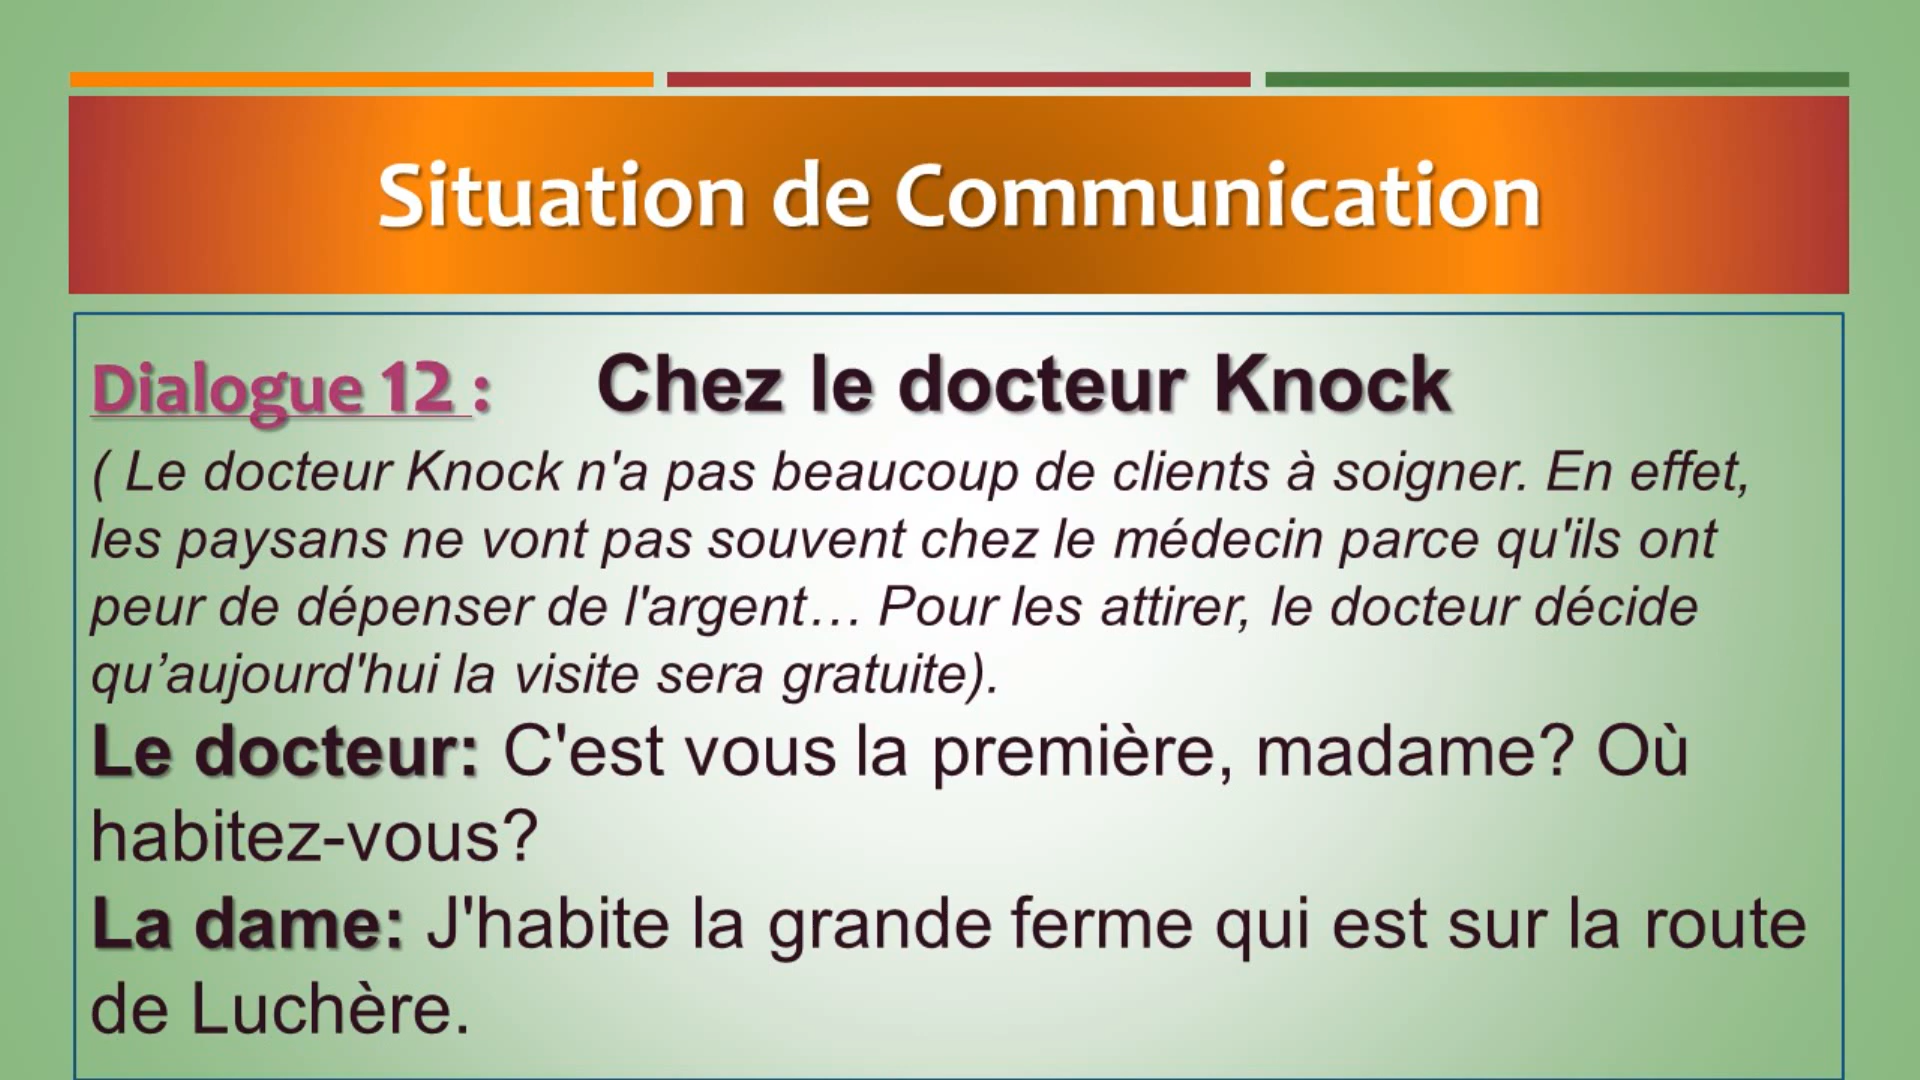 Situation de Communication
Dialogue 12 : Chez le docteur Knock
( Le docteur Knock n'a pas beaucoup de clients à soigner. En effet,
les paysans ne vont pas souvent chez le médecin parce qu'ils ont
peur de dépenser de l'argent… Pour les attirer, le docteur décide
qu’aujourd'hui la visite sera gratuite).
Le docteur: C'est vous la première, madame? Où
habitez-vous?
La dame: J'habite la grande ferme qui est sur la route
de Luchère.